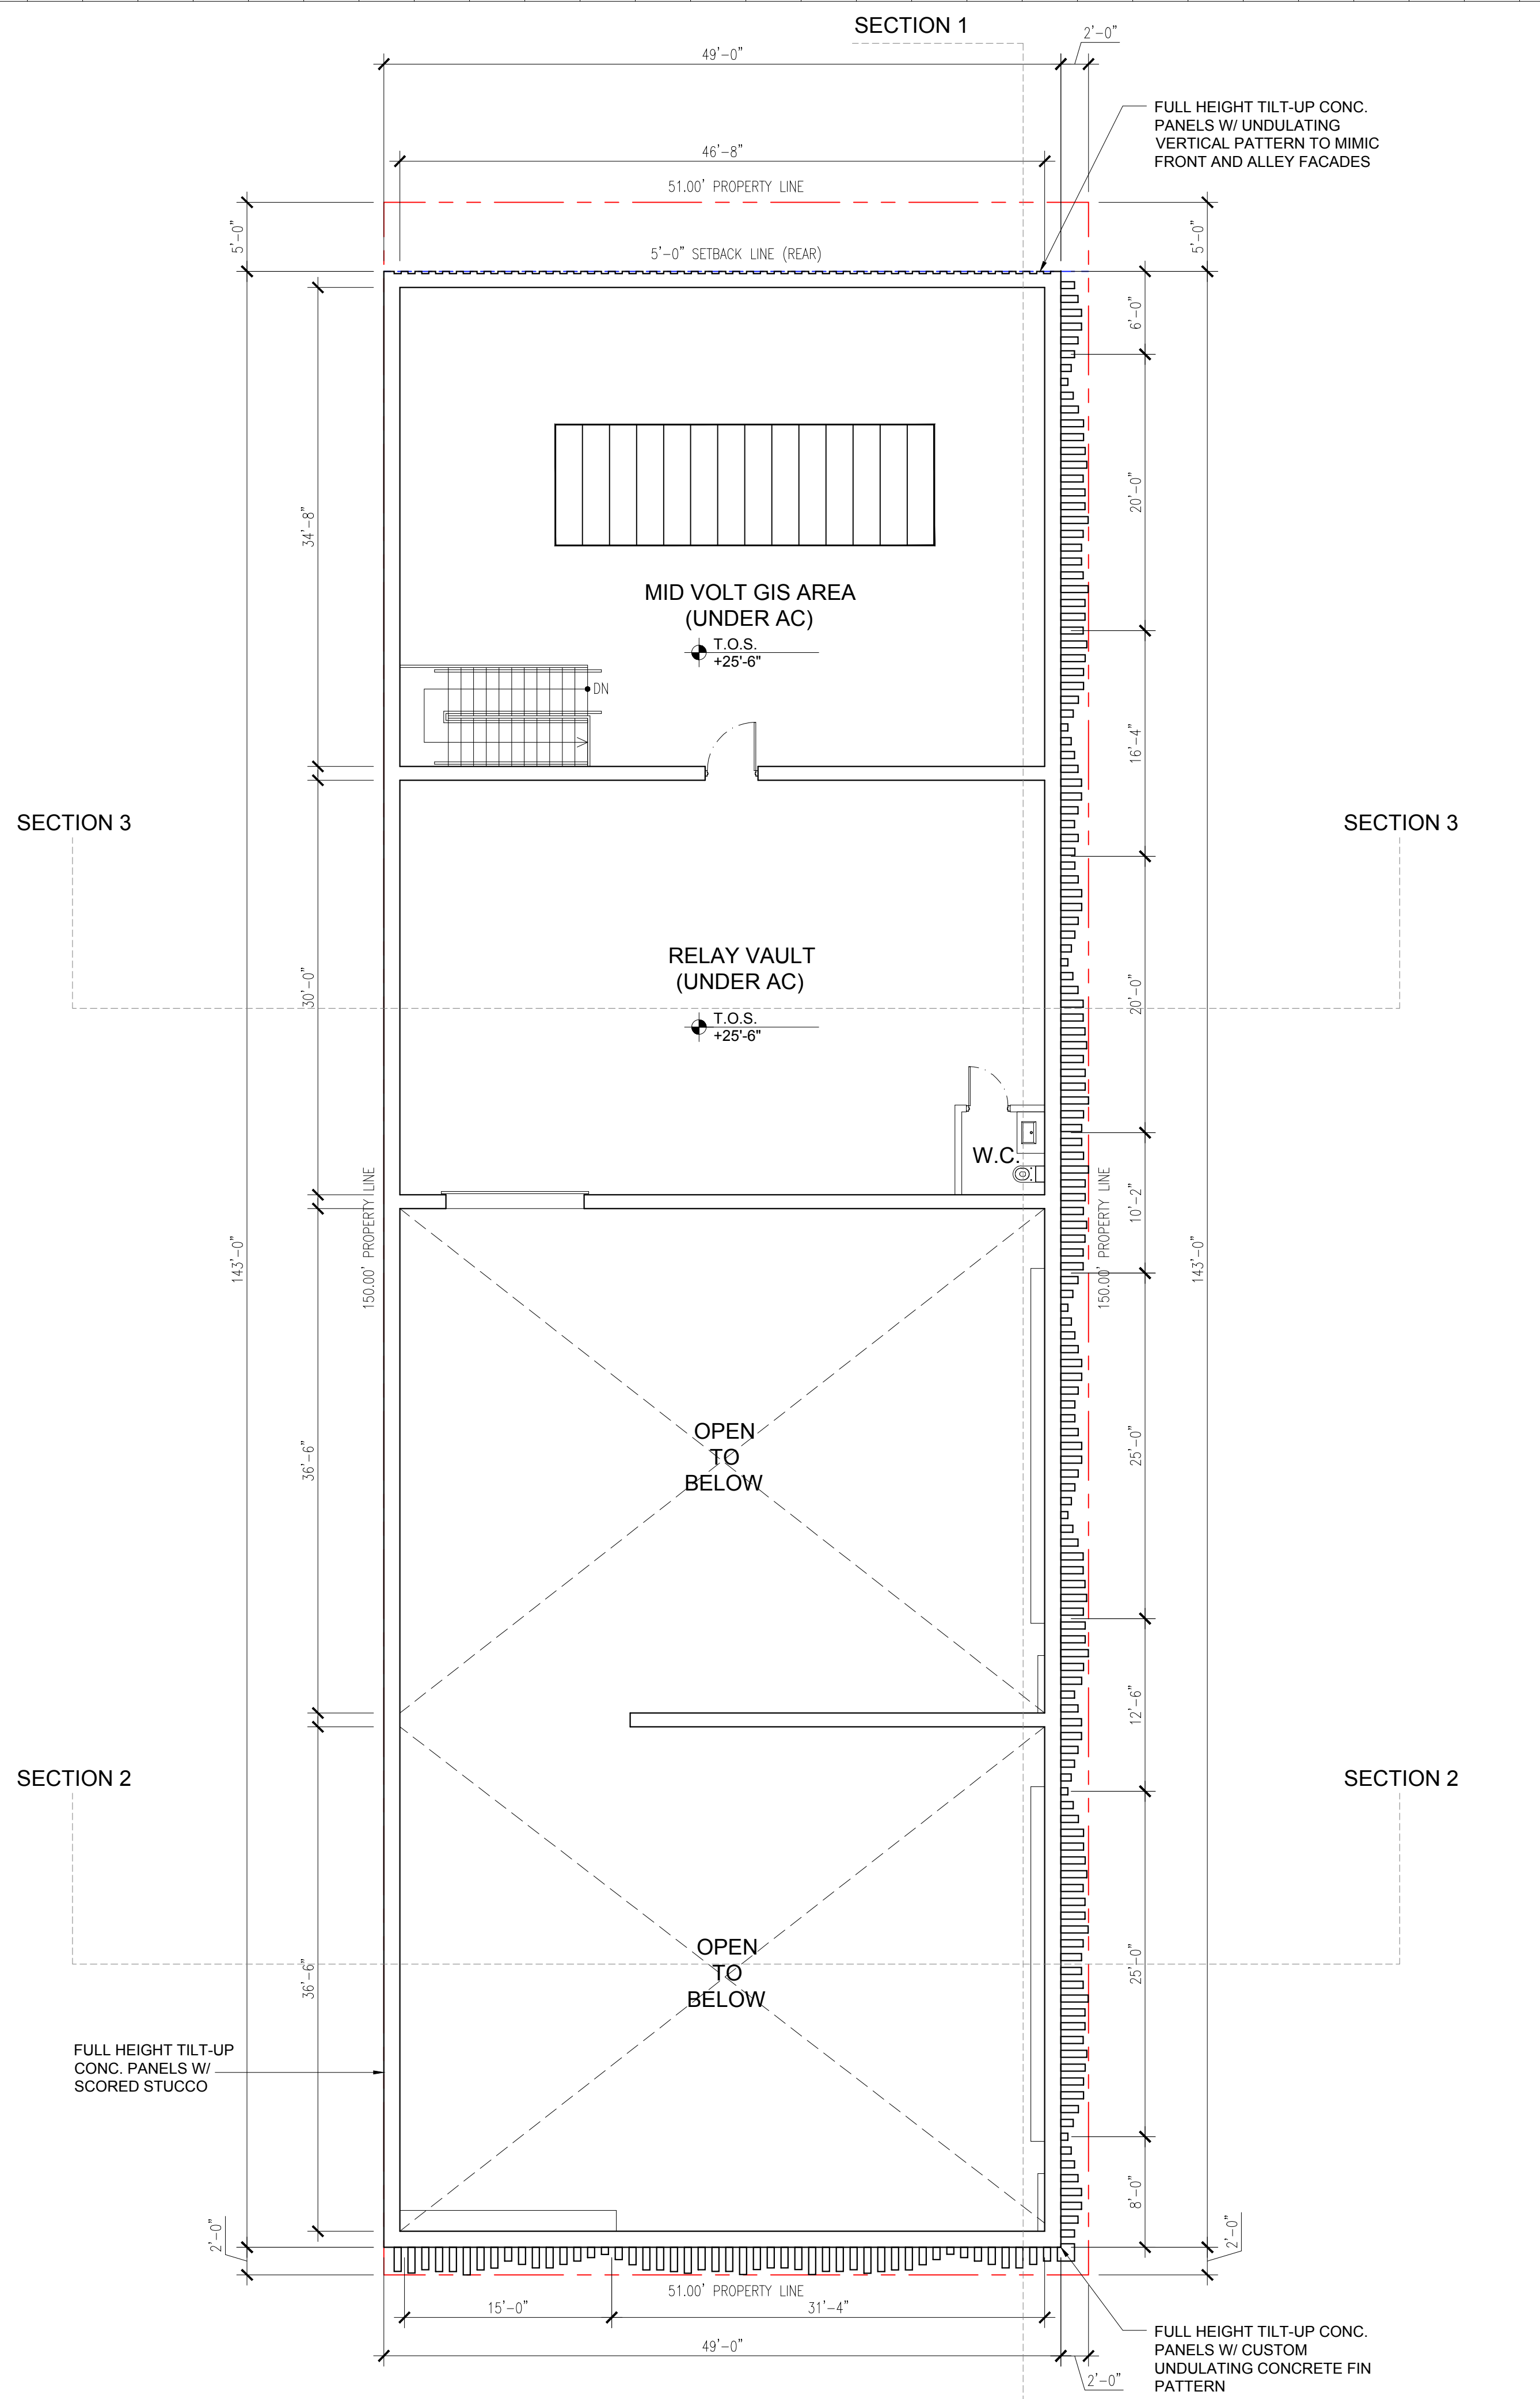 SECTION 1
2'-0"
49'-0"
FULL HEIGHT TILT-UP CONC.
PANELS W/ UNDULATING
VERTICAL PATTERN TO MIMIC
FRONT AND ALLEY FACADES
46'-8"
51.00' PROPERTY LINE
5'-0"
5'-0"
5'-0" SETBACK LINE (REAR)
6'-0"
20'-0"
34'-8"
MID VOLT GIS AREA
(UNDER AC)
T.O.S.
+25'-6"
DN
16'-4"
SECTION 3
SECTION 3
RELAY VAULT
(UNDER AC)
30'-0"
20'-0"
T.O.S.
+25'-6"
W.C.
150.00' PROPERTY LINE
150.00' PROPERTY LINE
10'-2"
143'-0"
143'-0"
36'-6"
25'-0"
OPEN
TO
BELOW
12'-6"
SECTION 2
SECTION 2
36'-6"
25'-0"
OPEN
TO
BELOW
FULL HEIGHT TILT-UP
CONC. PANELS W/
SCORED STUCCO
8'-0"
2'-0"
2'-0"
51.00' PROPERTY LINE
15'-0"
31'-4"
49'-0"
2'-0"
FULL HEIGHT TILT-UP CONC.
PANELS W/ CUSTOM
UNDULATING CONCRETE FIN
PATTERN